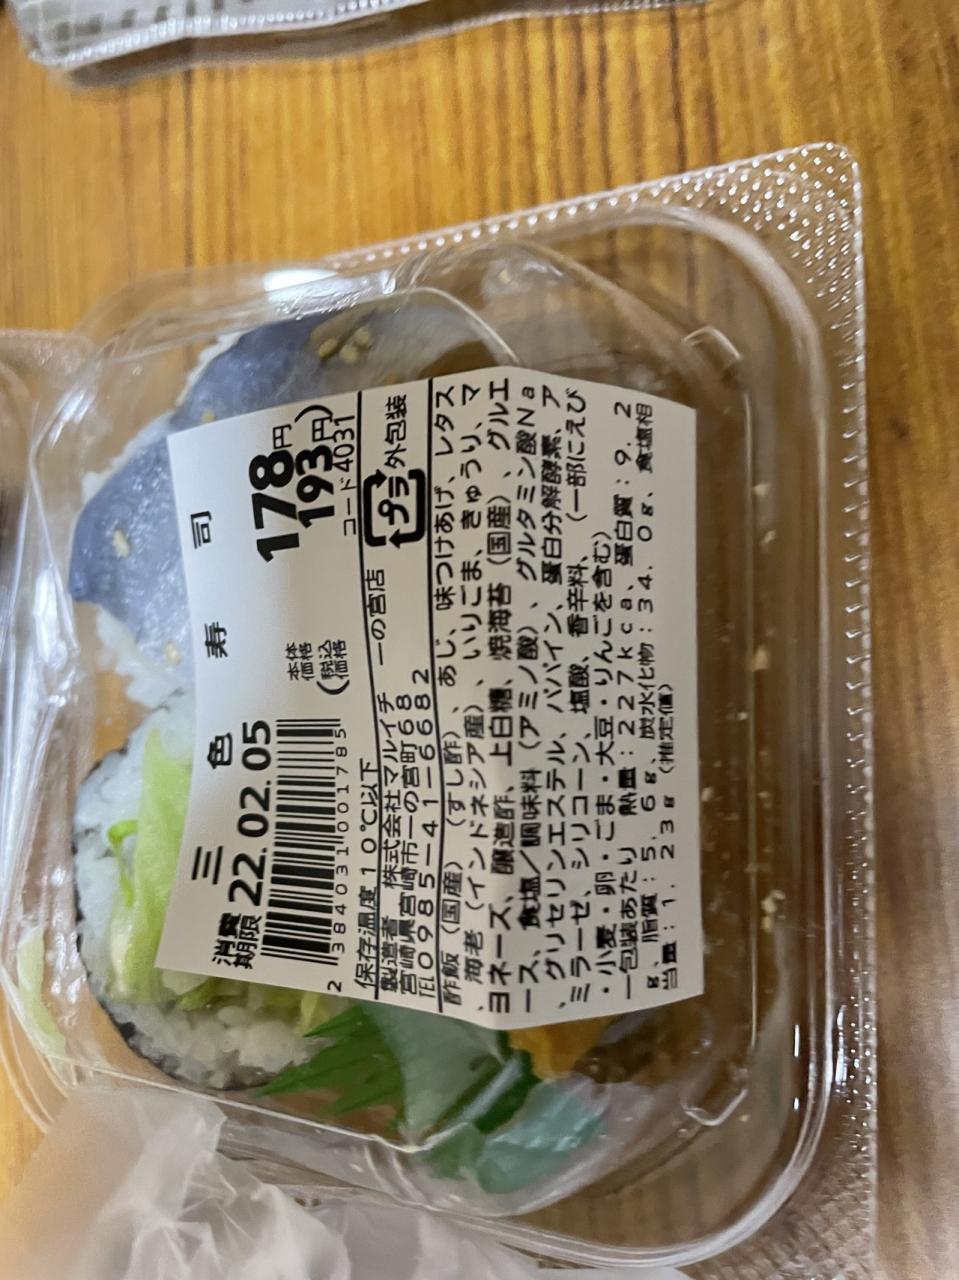 三色寿司
消費期限 22.02.05
本体価格 178円
(税込価格 193円)
コード4031
2 384031 001785
保存温度10℃以下
プラ 外包装
製造者 株式会社マルイチ 一の宮店
宮崎県宮崎市一の宮町68
TEL0985-41-6682
酢飯(国産)(すし酢)、あじ、味つけあげ、レタス
、海老(インドネシア産)、いりごま、きゅうり、マ
ヨネーズ、醸造酢、上白糖、焼海苔(国産)、グルエ
ース、食塩/調味料(アミノ酸)、グルタミン酸Na
、グリセリンエステル、パパイン、蛋白分解酵素、ア
ミラーゼ、シリコーン、塩酸、香辛料、(一部にえび
・小麦・卵・ごま・大豆・りんごを含む)
一包装あたり 熱量:227kca、蛋白質:9.2
g、脂質:5.6g、炭水化物:34.0g、食塩相
当量:1.23g(推定値)